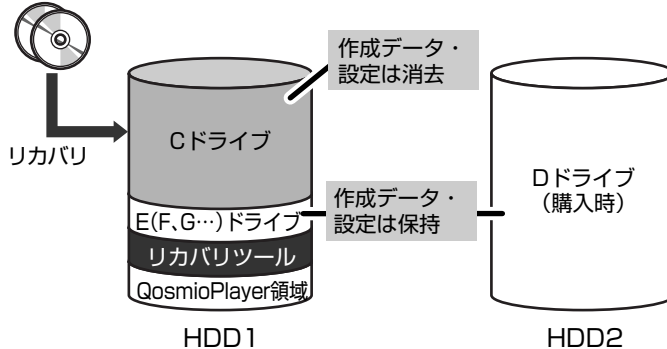 作成データ・
設定は消去
リカバリ
Cドライブ
E(F、G…)ドライブ
リカバリツール
QosmioPlayer領域
作成データ・
設定は保持
Dドライブ
(購入時)
HDD1
HDD2